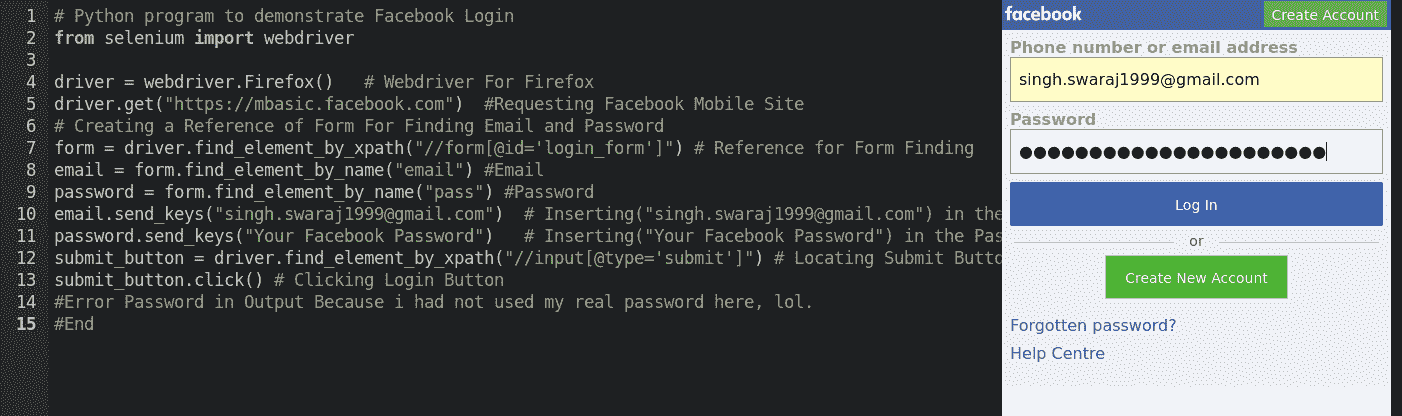 1 # Python program to demonstrate Facebook Login
2 from selenium import webdriver
3
4 driver = webdriver.Firefox()   # Webdriver For Firefox
5 driver.get("https://mbasic.facebook.com")  #Requesting Facebook Mobile Site
6 # Creating a Reference of Form For Finding Email and Password
7 form = driver.find_element_by_xpath("//form[@id='login_form']") # Reference for Form Finding
8 email = form.find_element_by_name("email") #Email
9 password = form.find_element_by_name("pass") #Password
10 email.send_keys("singh.swaraj1999@gmail.com")  # Inserting("singh.swaraj1999@gmail.com") in the
11 password.send_keys("Your Facebook Password")   # Inserting("Your Facebook Password") in the Pas
12 submit_button = driver.find_element_by_xpath("//input[@type='submit']") # Locating Submit Butto
13 submit_button.click() # Clicking Login Button
14 #Error Password in Output Because i had not used my real password here, lol.
15 #End
facebook
Create Account
Phone number or email address
singh.swaraj1999@gmail.com
Password
●●●●●●●●●●●●●●●●●●●●●●
Log In
or
Create New Account
Forgotten password?
Help Centre